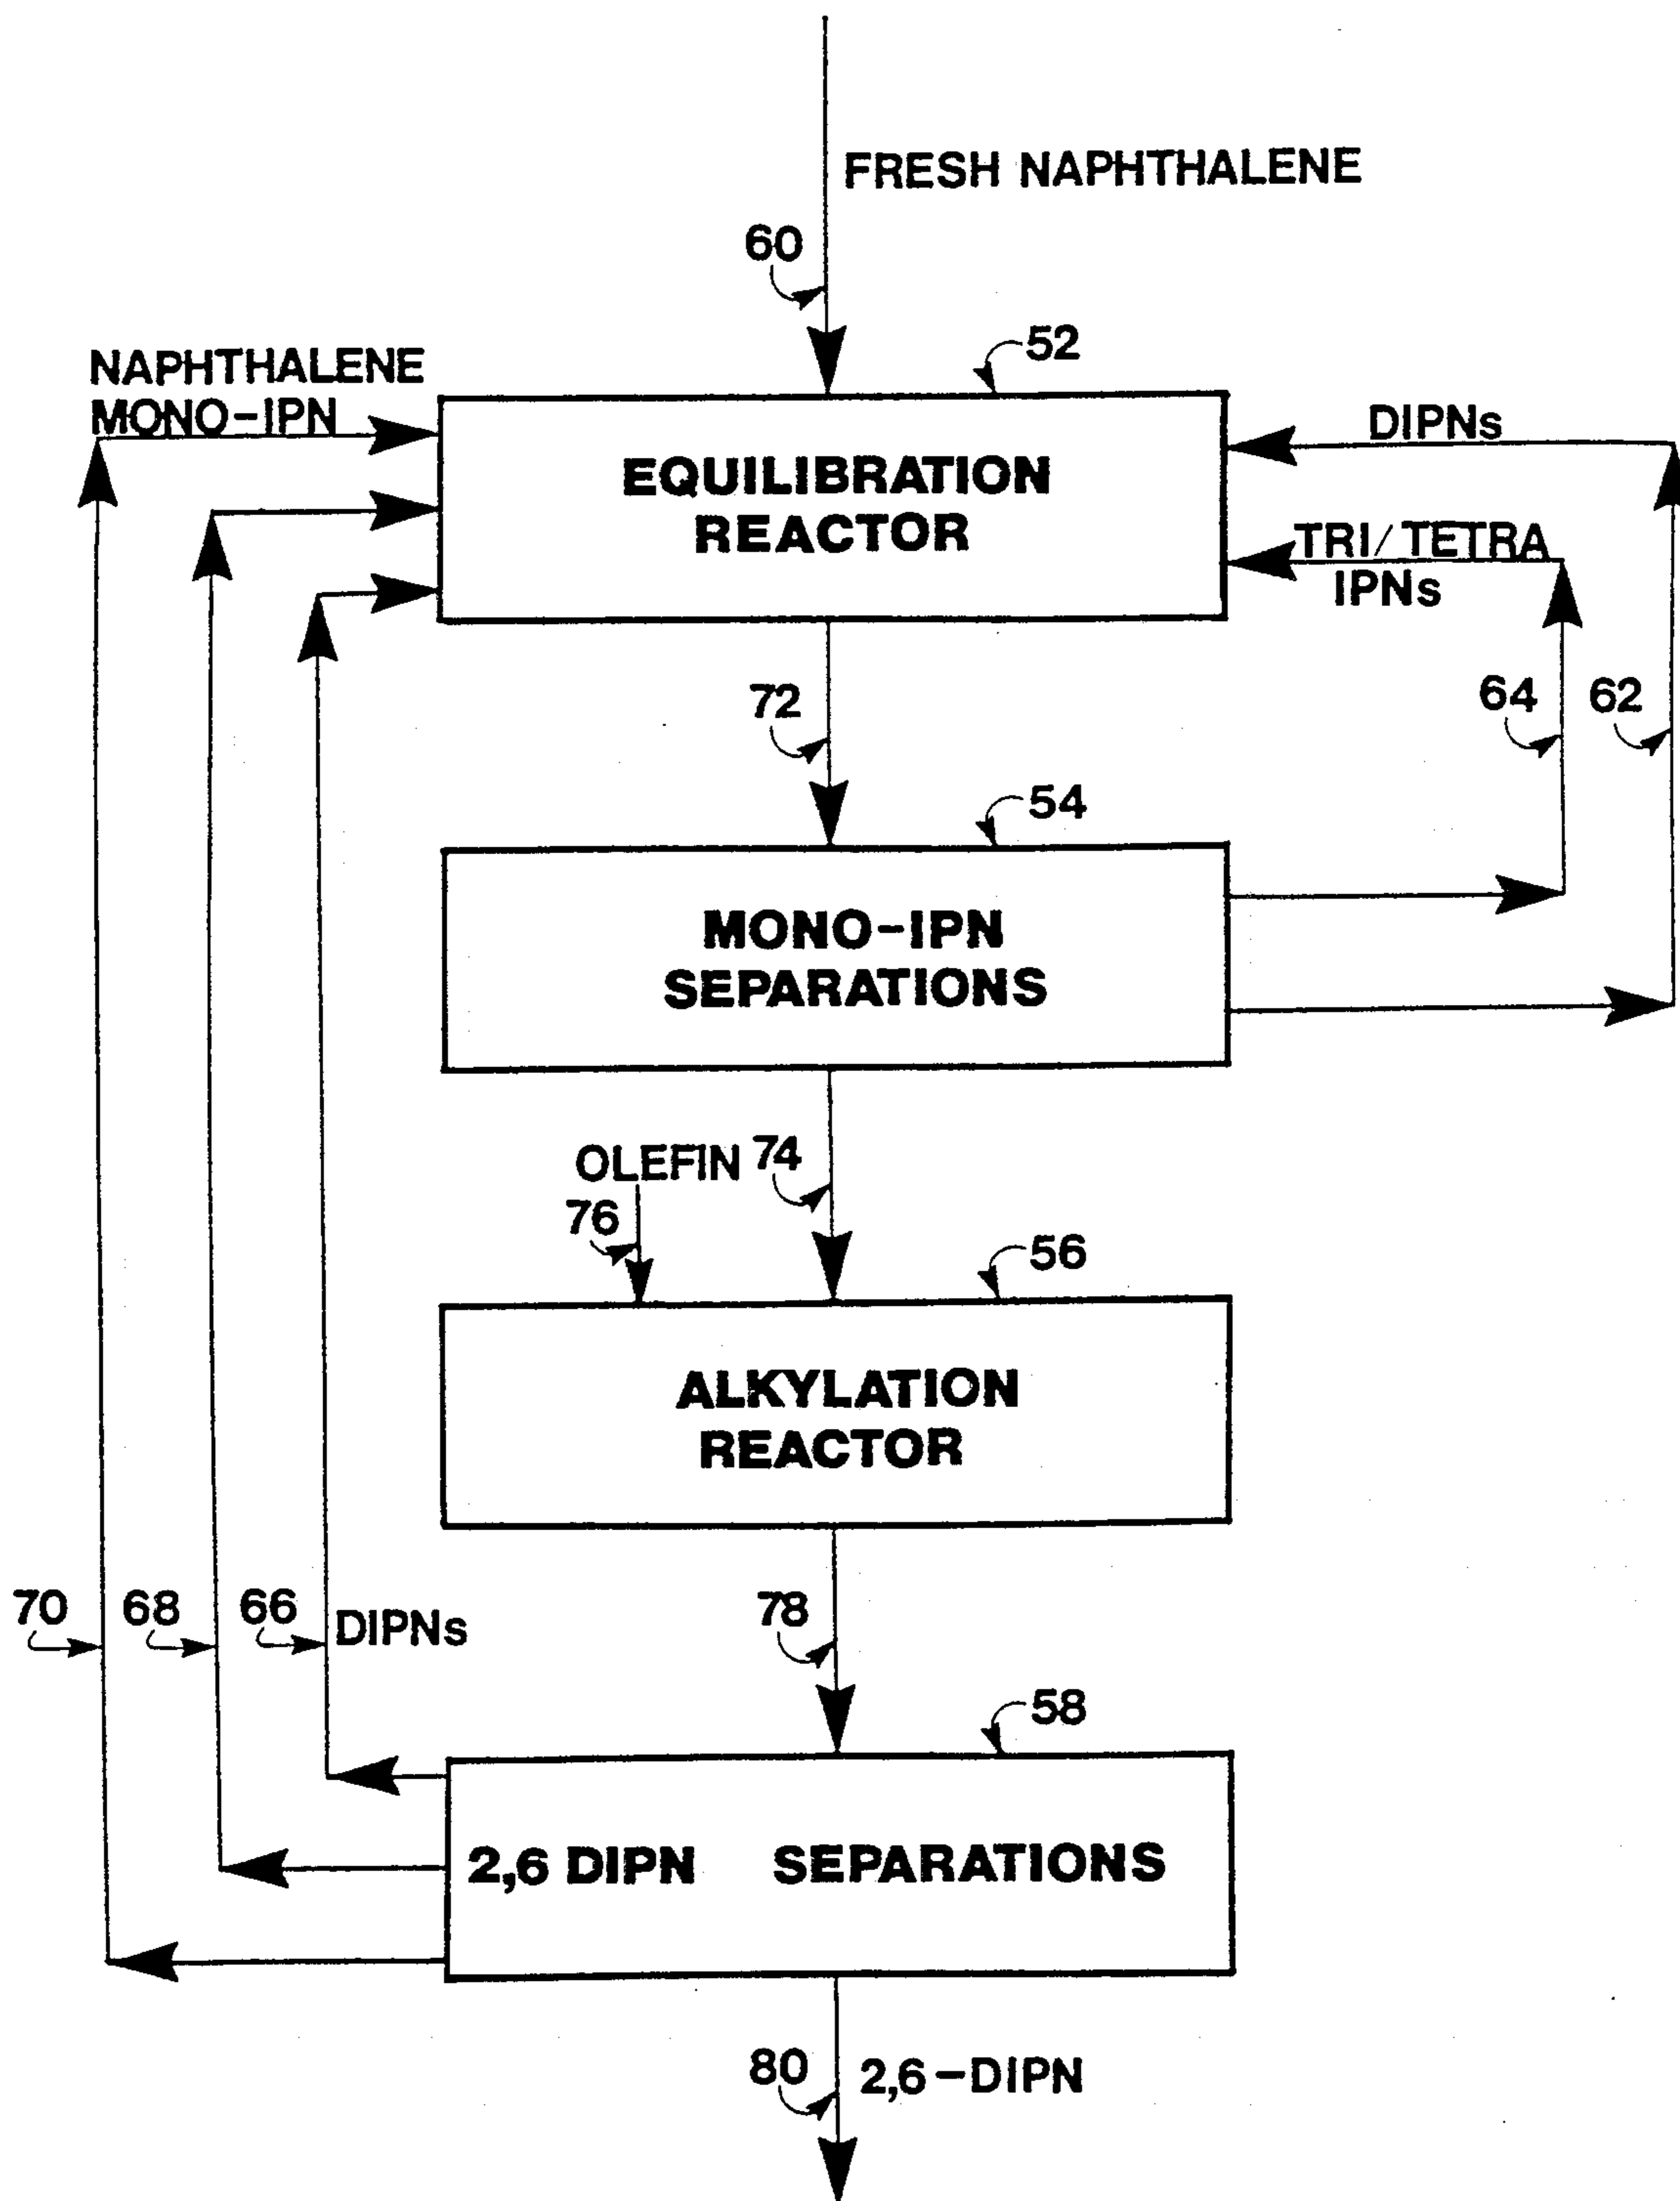 FRESH NAPHTHALENE
60
NAPHTHALENE
MONO-IPN
52
DIPNs
EQUILIBRATION
REACTOR
TRI/TETRA
IPNs
72
64
62
54
MONO-IPN
SEPARATIONS
OLEFIN
74
76
56
ALKYLATION
REACTOR
70
68
66
DIPNs
78
58
2,6 DIPN SEPARATIONS
80
2,6-DIPN